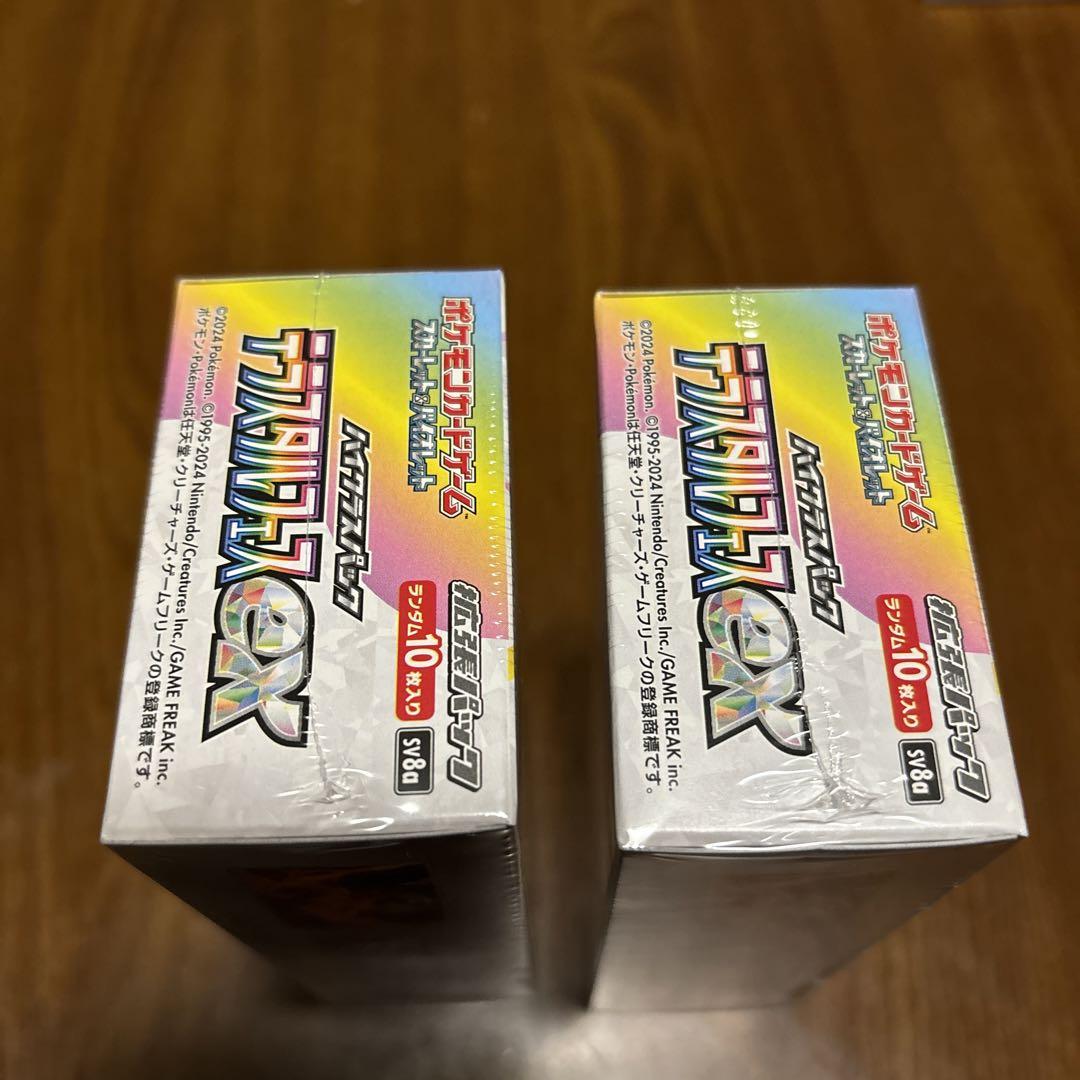 ポケモンカードゲーム
スカーレット&バイオレット
ハイクラスパック
テラスタルフェスex
拡張パック
ランダム10枚入り
SV8a
©2024 Pokémon. ©1995-2024 Nintendo/Creatures Inc./GAME FREAK inc.
ポケモン・Pokémonは任天堂・クリーチャーズ・ゲームフリークの登録商標です。
ポケモンカードゲーム™
スカーレット&バイオレット
ハイクラスパック
テラスタルフェスex
拡張パック
ランダム10枚入り
SV8a
©2024 Pokémon. ©1995-2024 Nintendo/Creatures Inc./GAME FREAK inc.
ポケモン・Pokémonは任天堂・クリーチャーズ・ゲームフリークの登録商標です。